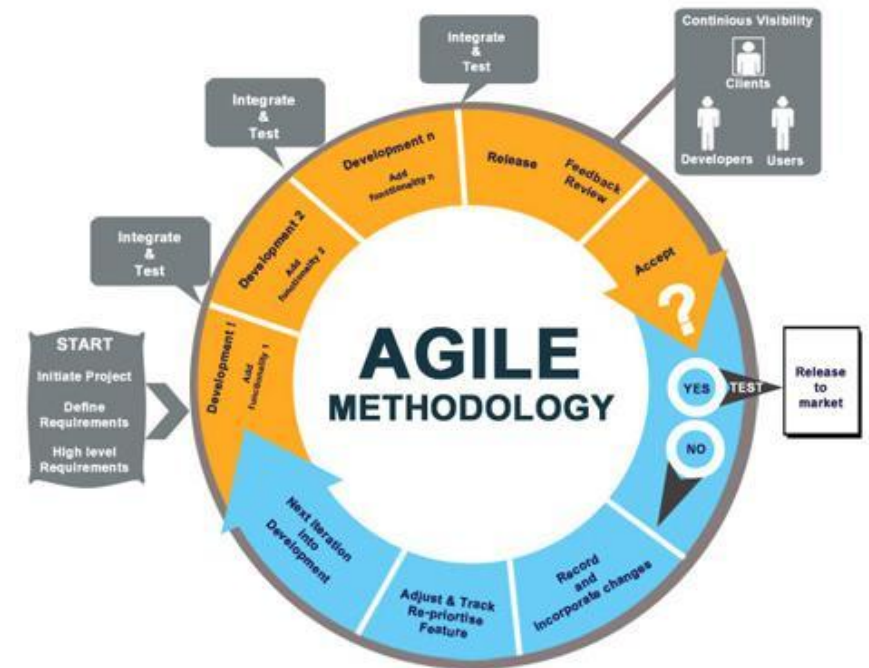 START
Initiate Project
Define
Requirements
High level
Requirements
Integrate
&
Test
Integrate
&
Test
Integrate
&
Test
Continious Visibility
Clients
Developers
Users
Development 1
Add
functionality 1
Development 2
Add
functionality 2
Development n
Add
functionality n
Release
Feedback
Review
Accept
?
YES
TEST
Release
to
market
NO
Record
and
Incorporate changes
Adjust & Track
Re-priortise
Feature
Next iteration
into
Development
AGILE
METHODOLOGY